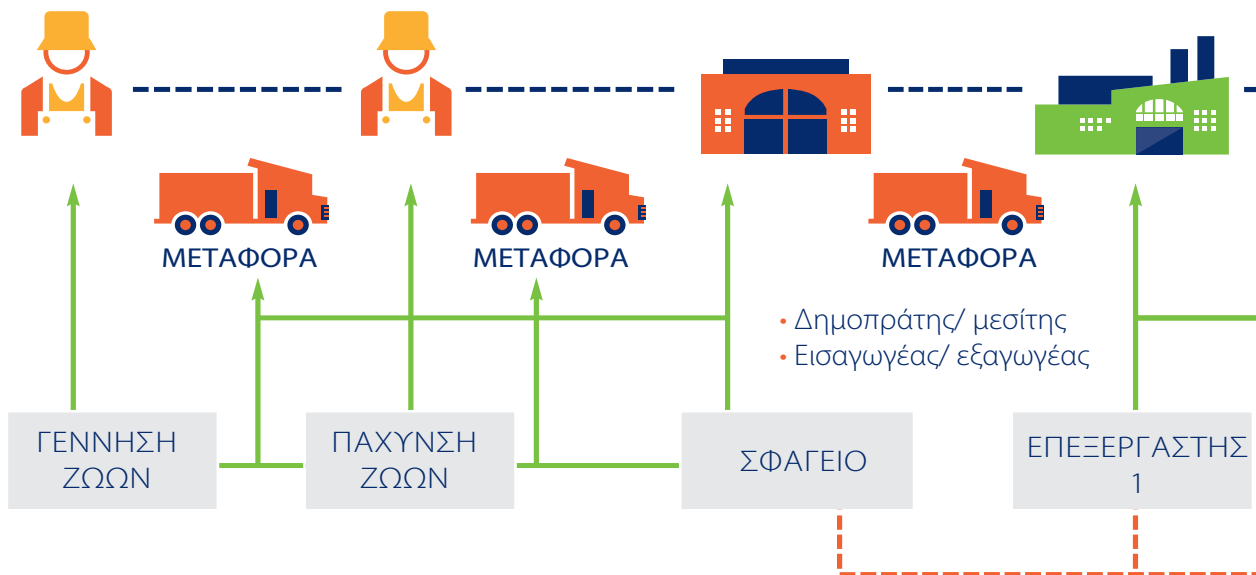 ΜΕΤΑΦΟΡΑ
ΜΕΤΑΦΟΡΑ
ΜΕΤΑΦΟΡΑ
• Δημοπράτης/ μεσίτης
• Εισαγωγέας/ εξαγωγέας
ΓΕΝΝΗΣΗ
ΖΩΩΝ
ΠΑΧΥΝΣΗ
ΖΩΩΝ
ΣΦΑΓΕΙΟ
ΕΠΕΞΕΡΓΑΣΤΗΣ
1